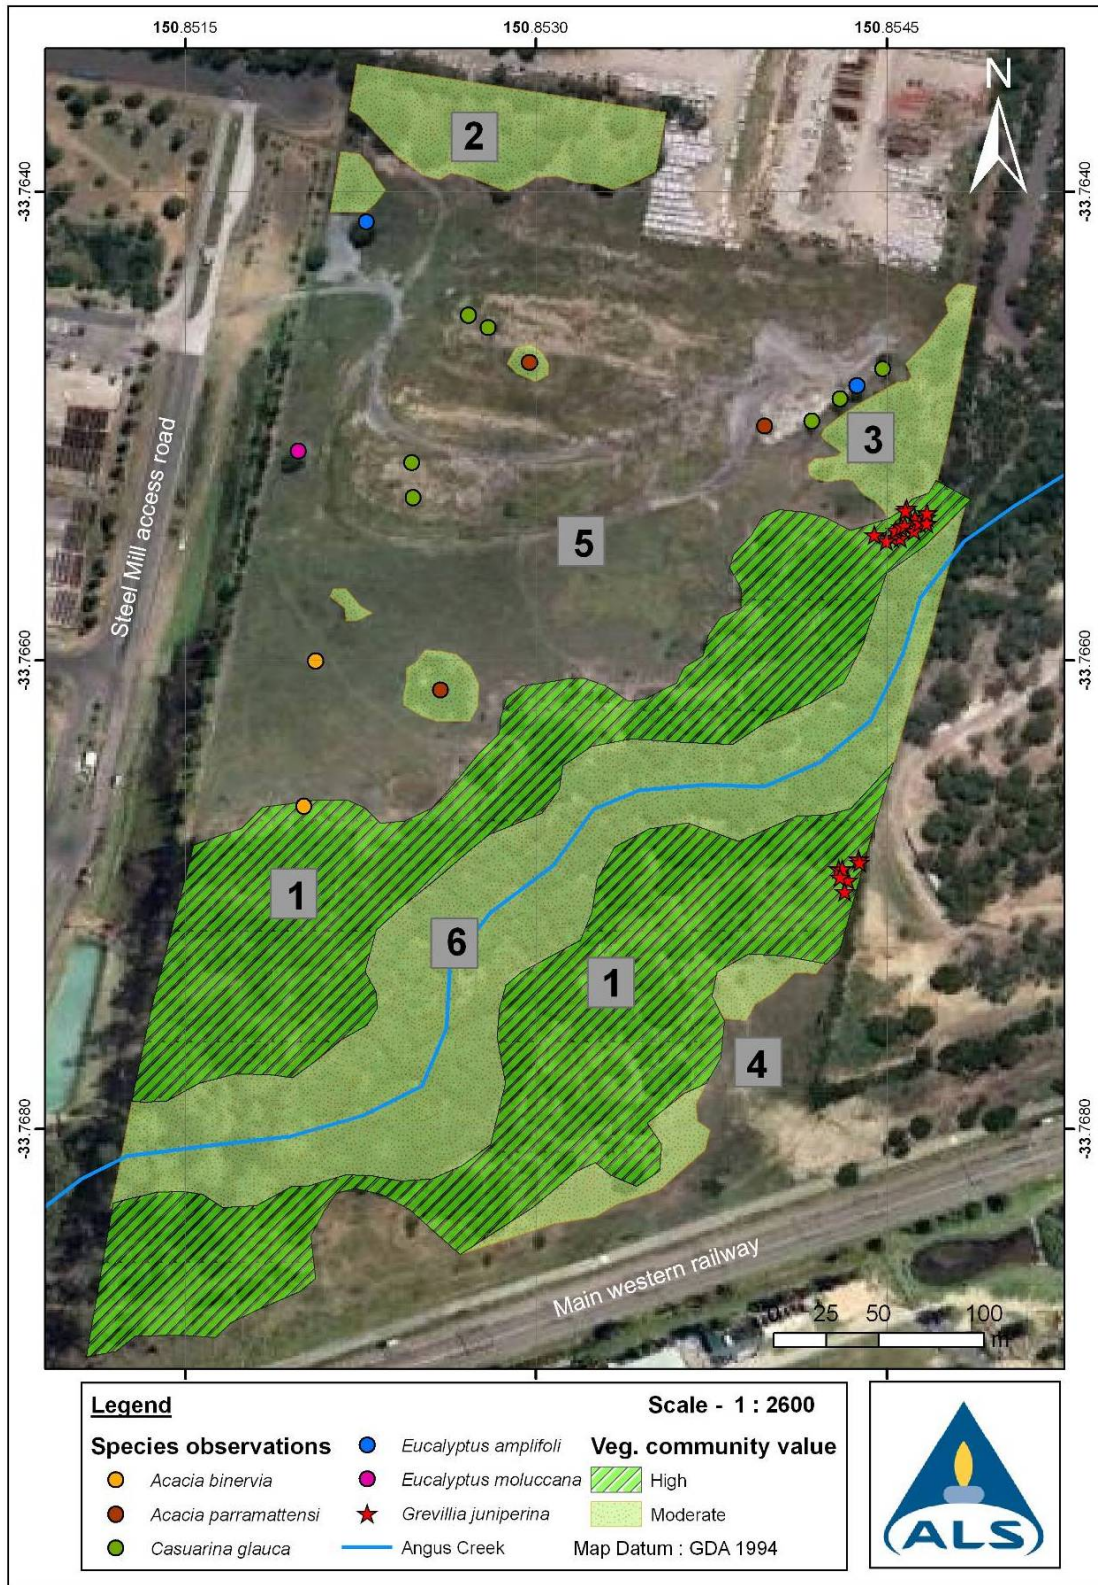 150.8515
150.8530
150.8545
N
2
-33.7640
-33.7640
3
Steel Mill access road
5
-33.7660
-33.7660
1
6
1
4
-33.7680
-33.7680
Main western railway
0 25 50 100
m
Legend
Scale - 1 : 2600
Species observations
Eucalyptus amplifoli
Veg. community value
Acacia binervia
Eucalyptus moluccana
High
Acacia parramattensi
Grevillia juniperina
Moderate
Casuarina glauca
Angus Creek
Map Datum : GDA 1994
ALS